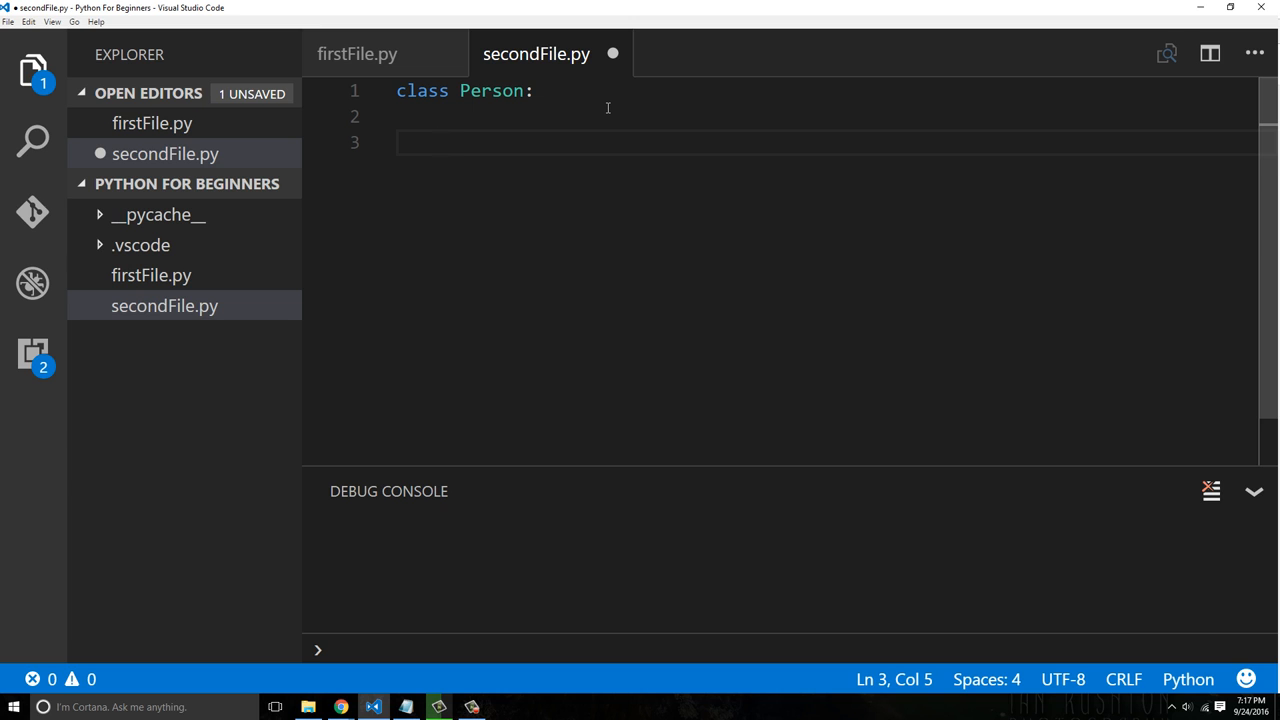 secondFile.py - Python For Beginners - Visual Studio Code
File Edit View Go Help
EXPLORER
OPEN EDITORS 1 UNSAVED
firstFile.py
secondFile.py
PYTHON FOR BEGINNERS
__pycache__
.vscode
firstFile.py
secondFile.py
1
2
firstFile.py secondFile.py
1 class Person:
2
3
DEBUG CONSOLE
0 0
Ln 3, Col 5 Spaces: 4 UTF-8 CRLF Python
I'm Cortana. Ask me anything.
7:17 PM
9/24/2016